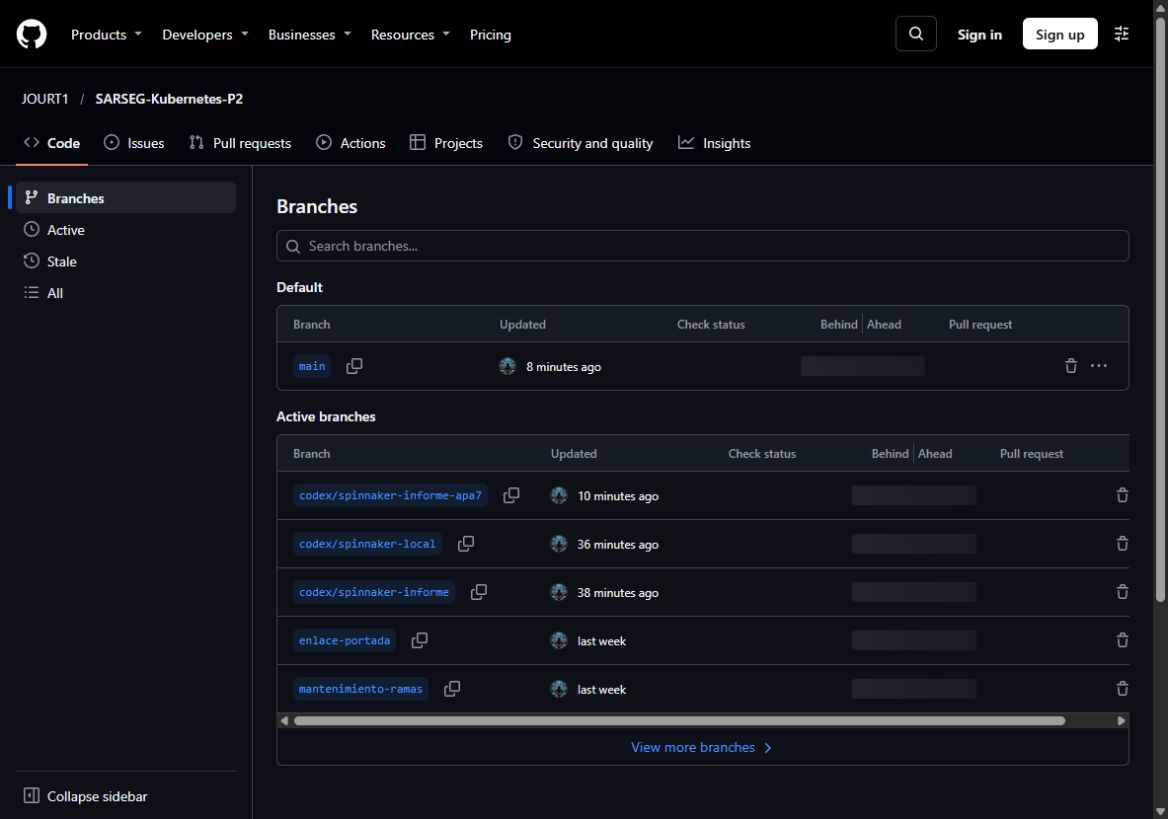 Products Developers Businesses Resources Pricing Sign in Sign up
JOURT1 / SARSEG-Kubernetes-P2
Code Issues Pull requests Actions Projects Security and quality Insights
Branches
Active
Stale
All
Collapse sidebar
Branches
Search branches...
Default
Branch Updated Check status Behind Ahead Pull request
main 8 minutes ago
Active branches
Branch Updated Check status Behind Ahead Pull request
codex/spinnaker-informe-apa7 10 minutes ago
codex/spinnaker-local 36 minutes ago
codex/spinnaker-informe 38 minutes ago
enlace-portada last week
mantenimiento-ramas last week
View more branches